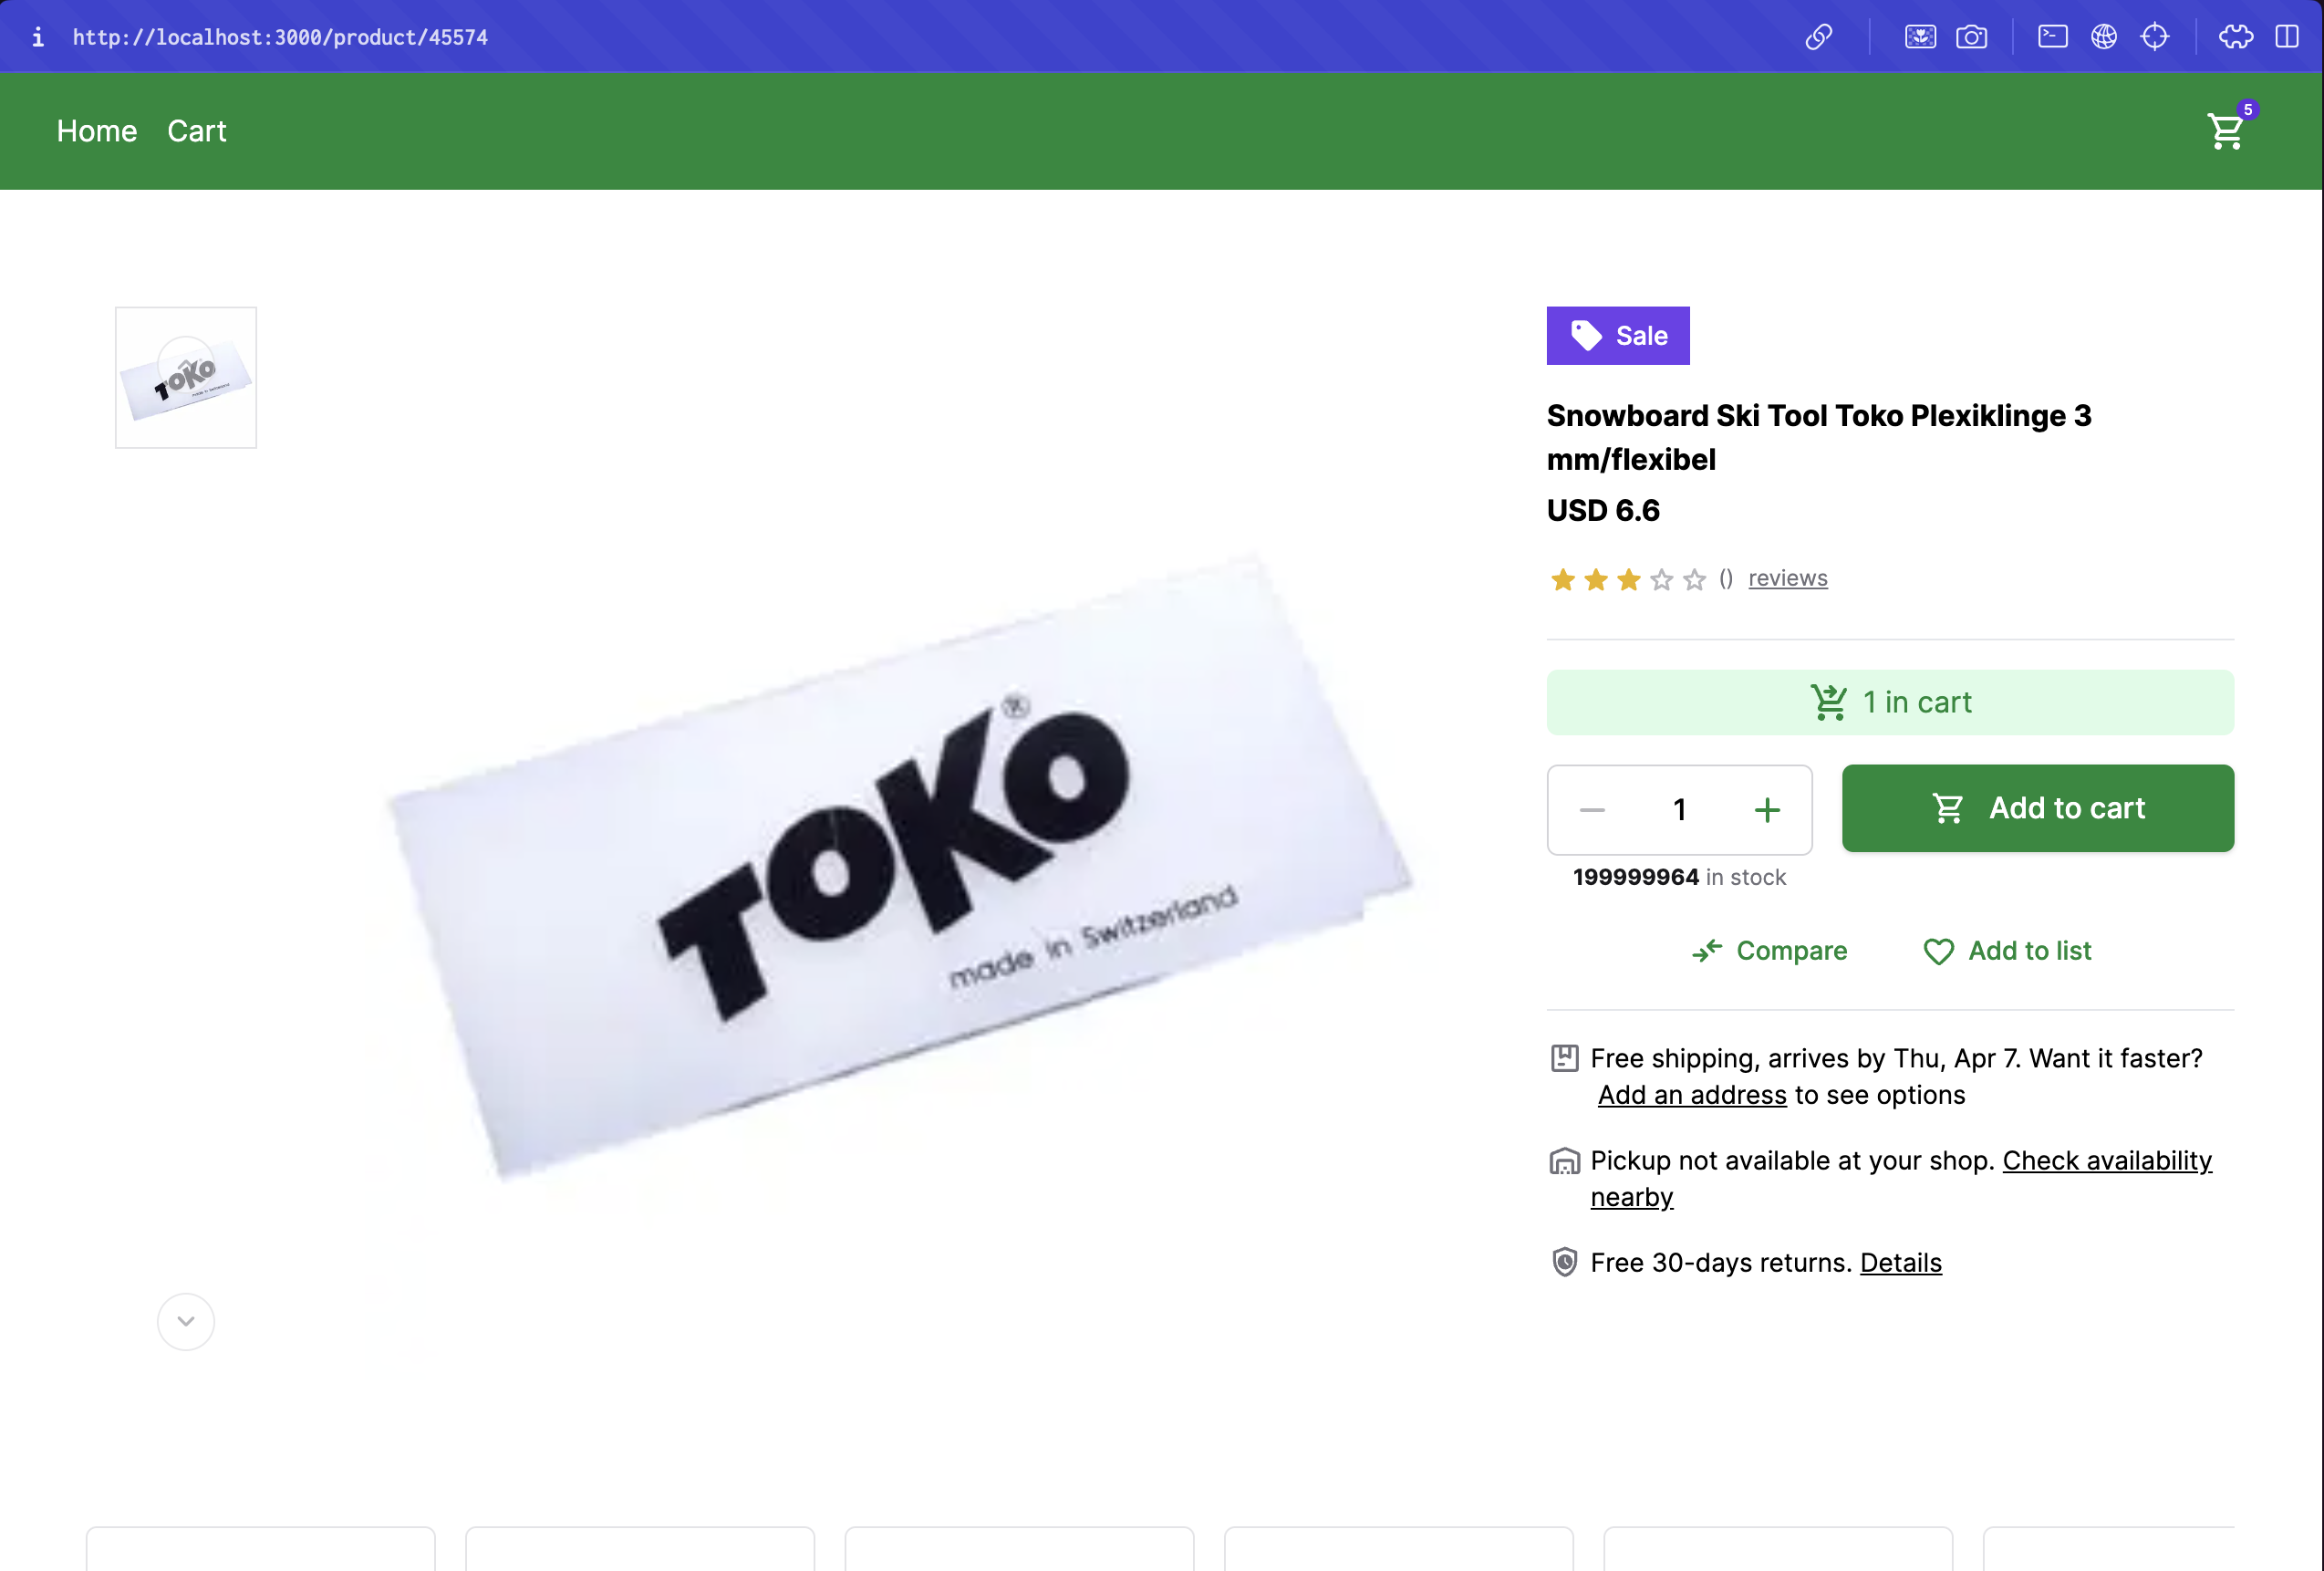 http://localhost:3000/product/45574
Home Cart
5
TOKO
made in Switzerland
TOKO®
made in Switzerland
Sale
Snowboard Ski Tool Toko Plexiklinge 3
mm/flexibel
USD 6.6
() reviews
1 in cart
1
Add to cart
199999964 in stock
Compare
Add to list
Free shipping, arrives by Thu, Apr 7. Want it faster?
Add an address to see options
Pickup not available at your shop. Check availability
nearby
Free 30-days returns. Details